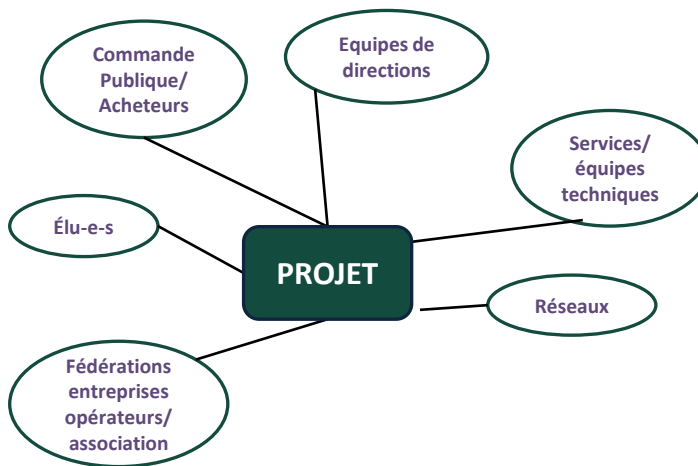 Commande
Publique/
Acheteurs
Equipes de
directions
Services/
équipes
techniques
Élu-e-s
PROJET
Réseaux
Fédérations
entreprises
opérateurs/
association